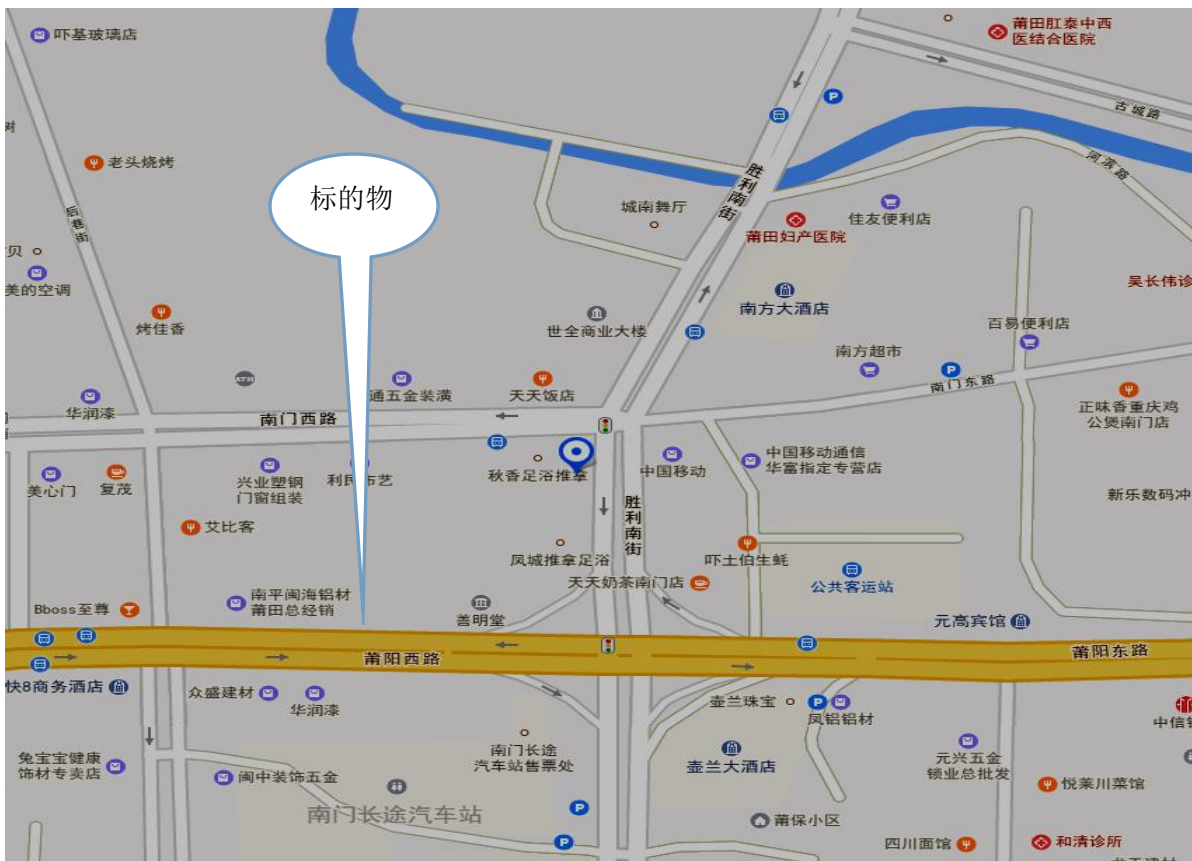 吓基玻璃店
莆田肛泰中西
医结合医院
古城路
河滨路
老头烧烤
标的物
胜利南街
后巷街
城南舞厅
佳友便利店
莆田妇产医院
贝
美的空调
吴长伟诊
烤佳香
世全商业大楼
南方大酒店
百易便利店
南方超市
ATM
通五金装潢
天天饭店
南门东路
华润漆
南门西路
正味香重庆鸡
公煲南门店
美心门
复茂
兴业塑钢
门窗组装
利民布艺
秋香足浴推拿
中国移动
中国移动通信
华富指定专营店
新乐数码冲
艾比客
胜利南街
凤城推拿足浴
吓土伯生蚝
天天奶茶南门店
公共客运站
南平闽海铝材
莆田总经销
Bboss至尊
善明堂
元高宾馆
莆阳西路
莆阳东路
快8商务酒店
众盛建材
华润漆
壶兰珠宝
凤铝铝材
中信
兔宝宝健康
饰材专卖店
闽中装饰五金
南门长途
汽车站售票处
壶兰大酒店
元兴五金
锁业总批发
悦莱川菜馆
南门长途汽车站
莆保小区
四川面馆
和清诊所